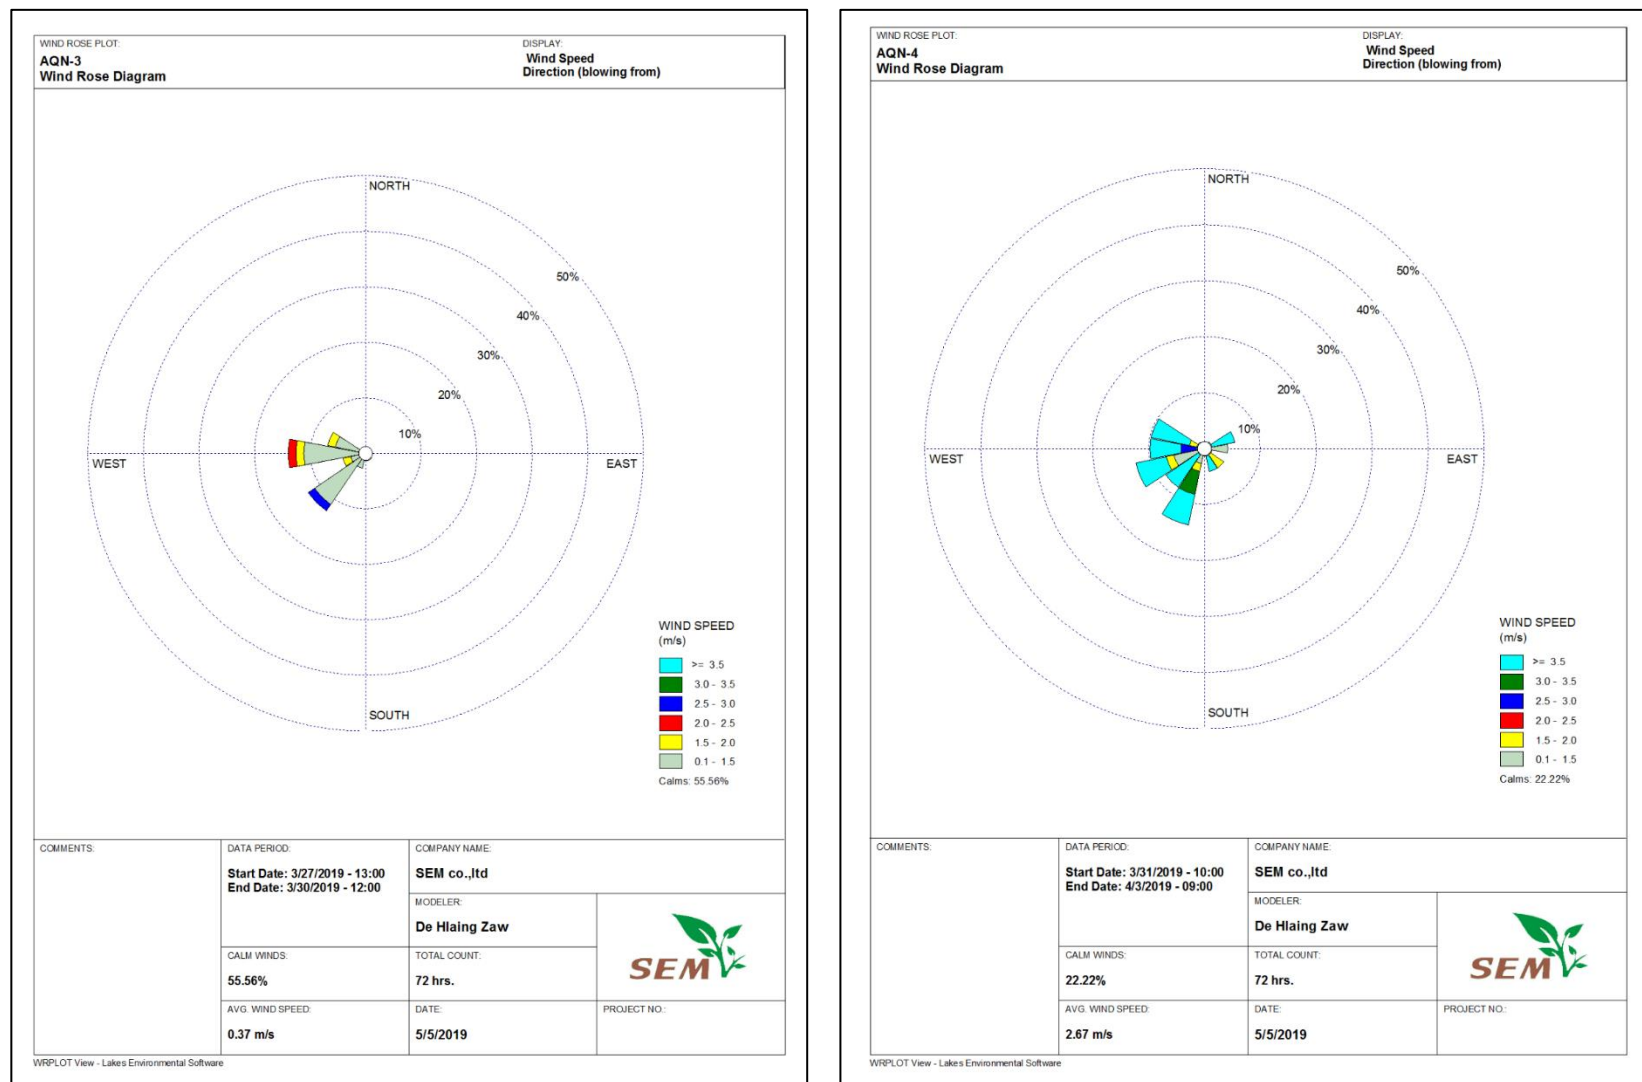 WIND ROSE PLOT:
AQN-3
Wind Rose Diagram
DISPLAY:
Wind Speed
Direction (blowing from)
NORTH
50%
40%
30%
20%
10%
WEST
EAST
SOUTH
WIND SPEED
(m/s)
>= 3.5
3.0 - 3.5
2.5 - 3.0
2.0 - 2.5
1.5 - 2.0
0.1 - 1.5
Calms: 55.56%
COMMENTS:
DATA PERIOD:
Start Date: 3/27/2019 - 13:00
End Date: 3/30/2019 - 12:00
COMPANY NAME:
SEM co.,ltd
MODELER:
De Hlaing Zaw
CALM WINDS:
55.56%
TOTAL COUNT:
72 hrs.
SEM
AVG. WIND SPEED:
0.37 m/s
DATE:
5/5/2019
PROJECT NO.:
WRPLOT View - Lakes Environmental Software
WIND ROSE PLOT:
AQN-4
Wind Rose Diagram
DISPLAY:
Wind Speed
Direction (blowing from)
NORTH
50%
40%
30%
20%
10%
WEST
EAST
SOUTH
WIND SPEED
(m/s)
>= 3.5
3.0 - 3.5
2.5 - 3.0
2.0 - 2.5
1.5 - 2.0
0.1 - 1.5
Calms: 22.22%
COMMENTS:
DATA PERIOD:
Start Date: 3/31/2019 - 10:00
End Date: 4/3/2019 - 09:00
COMPANY NAME:
SEM co.,ltd
MODELER:
De Hlaing Zaw
CALM WINDS:
22.22%
TOTAL COUNT:
72 hrs.
SEM
AVG. WIND SPEED:
2.67 m/s
DATE:
5/5/2019
PROJECT NO.:
WRPLOT View - Lakes Environmental Software